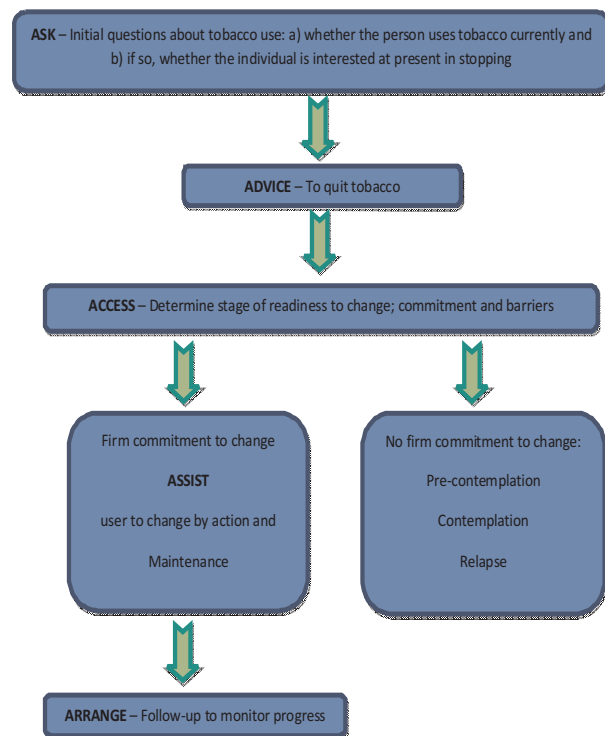 ASK – Initial questions about tobacco use: a) whether the person uses tobacco currently and
b) if so, whether the individual is interested at present in stopping
ADVICE – To quit tobacco
ACCESS – Determine stage of readiness to change; commitment and barriers
Firm commitment to change
ASSIST
user to change by action and
Maintenance
No firm commitment to change:
Pre-contemplation
Contemplation
Relapse
ARRANGE – Follow-up to monitor progress